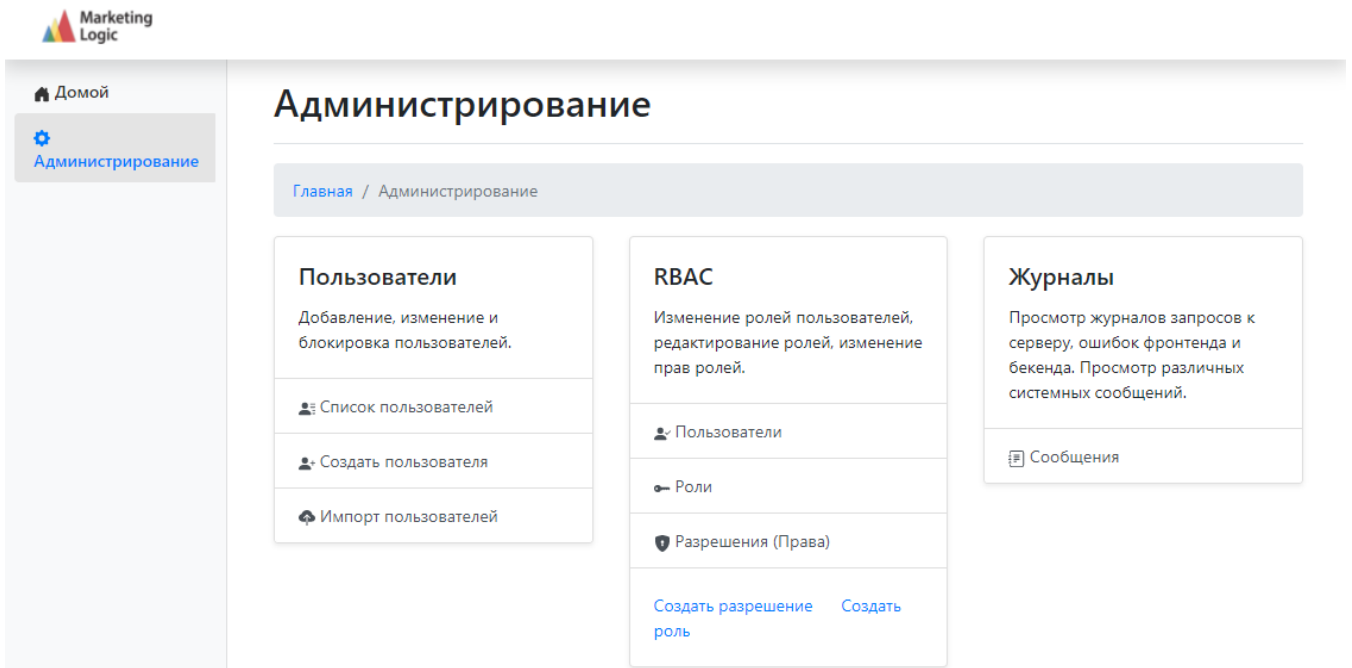 Marketing
Logic
Домой
Администрирование
Администрирование
Главная / Администрирование
Пользователи
Добавление, изменение и
блокировка пользователей.
Список пользователей
Создать пользователя
Импорт пользователей
RBAC
Изменение ролей пользователей,
редактирование ролей, изменение
прав ролей.
Пользователи
Роли
Разрешения (Права)
Создать разрешение Создать
роль
Журналы
Просмотр журналов запросов к
серверу, ошибок фронтенда и
бекенда. Просмотр различных
системных сообщений.
Сообщения